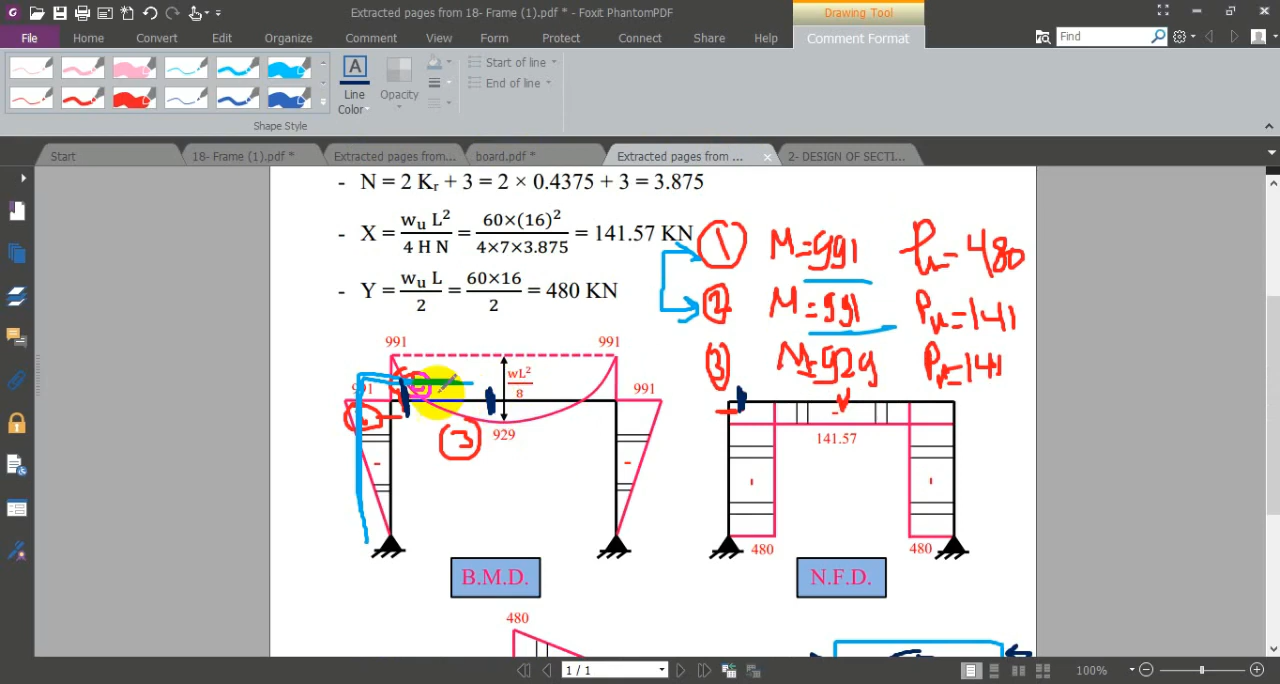 Extracted pages from 18- Frame (1).pdf * - Foxit PhantomPDF
Drawing Tool
File Home Convert Edit Organize Comment View Form Protect Connect Share Help Comment Format
Find
Line Color
Opacity
Start of line
End of line
Shape Style
Start
18- Frame (1).pdf *
Extracted pages from...
board.pdf *
Extracted pages from ...
2- DESIGN OF SECTI...
- N = 2 Kr + 3 = 2 × 0.4375 + 3 = 3.875
- X = wu L² / 4 H N = 60×(16)² / 4×7×3.875 = 141.57 KN
- Y = wu L / 2 = 60×16 / 2 = 480 KN
1 M=991 Pu=480
2 M=991 Pu=141
3 M=929 Pu=141
991 991
wL²/8
991 991
929
3
141.57
480 480
B.M.D. N.F.D.
480
1 / 1
100%